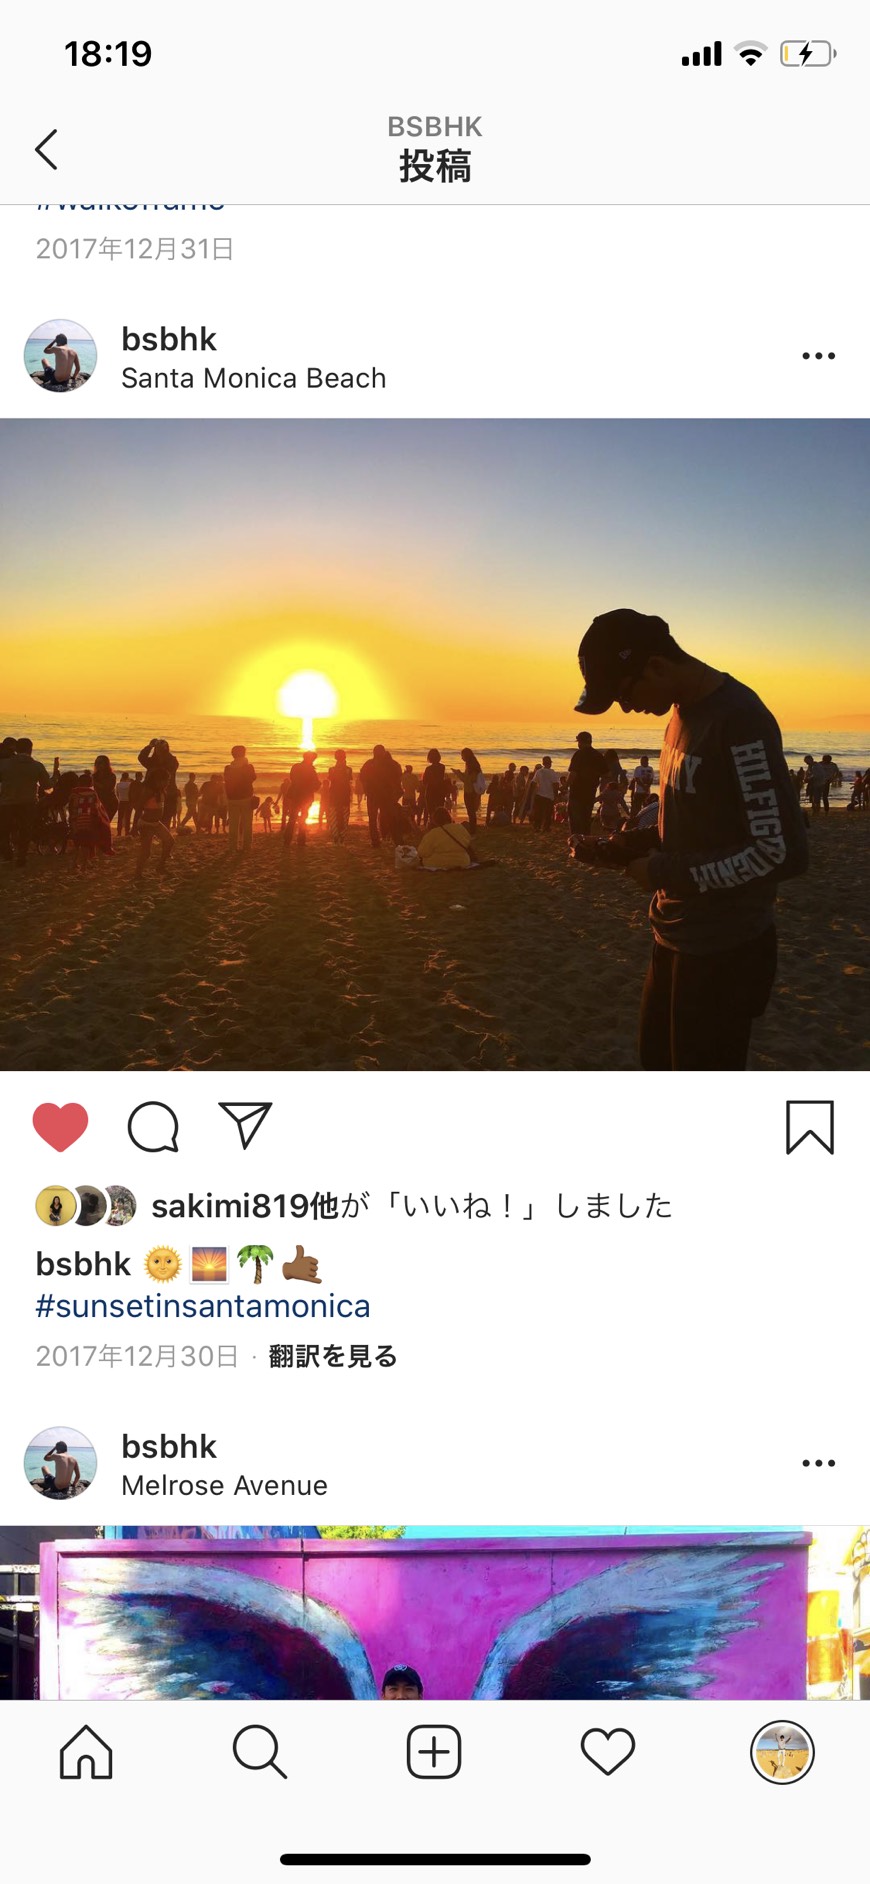 18:19
BSBHK
投稿
#walkoffame
2017年12月31日
bsbhk
Santa Monica Beach
NY
HILFIGER DENIM
sakimi819他が「いいね！」しました
bsbhk
#sunsetinsantamonica
2017年12月30日 · 翻訳を見る
bsbhk
Melrose Avenue